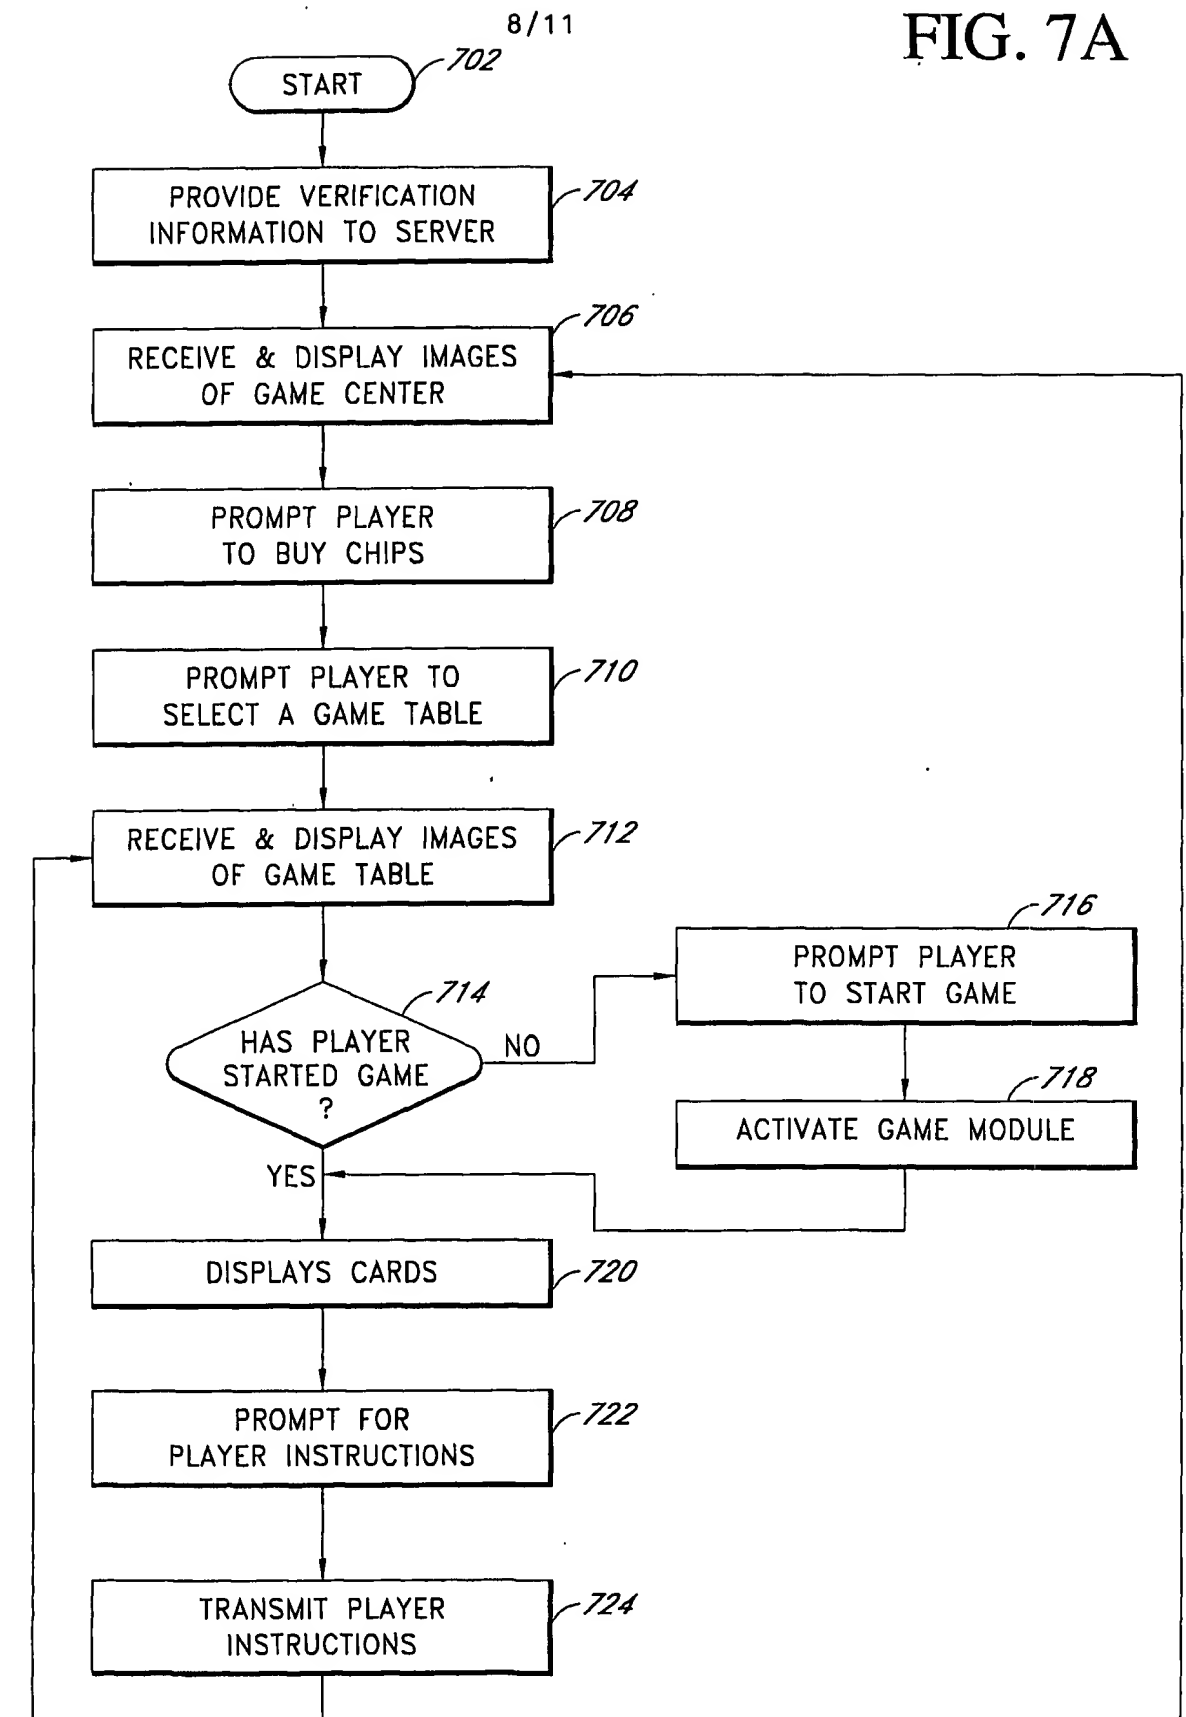 8/11
FIG. 7A
START
702
PROVIDE VERIFICATION
INFORMATION TO SERVER
704
RECEIVE & DISPLAY IMAGES
OF GAME CENTER
706
PROMPT PLAYER
TO BUY CHIPS
708
PROMPT PLAYER TO
SELECT A GAME TABLE
710
RECEIVE & DISPLAY IMAGES
OF GAME TABLE
712
HAS PLAYER
STARTED GAME
?
714
NO
PROMPT PLAYER
TO START GAME
716
ACTIVATE GAME MODULE
718
YES
DISPLAYS CARDS
720
PROMPT FOR
PLAYER INSTRUCTIONS
722
TRANSMIT PLAYER
INSTRUCTIONS
724